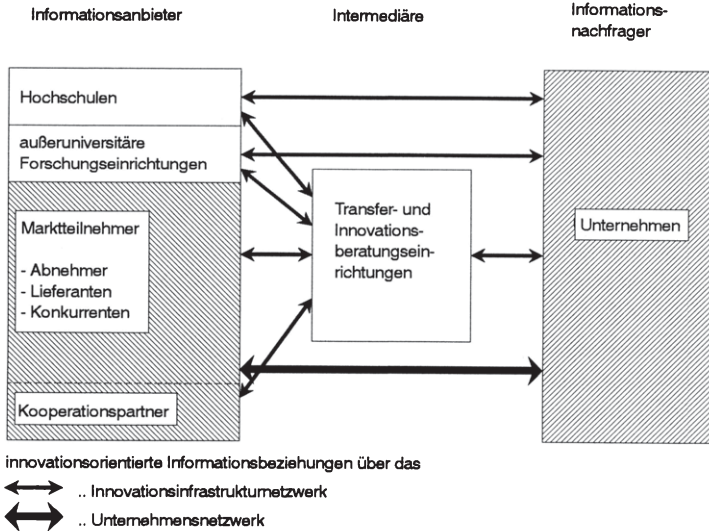 Informationsanbieter
Intermediäre
Informations-
nachfrager
Hochschulen
außeruniversitäre
Forschungseinrichtungen
Marktteilnehmer
- Abnehmer
- Lieferanten
- Konkurrenten
Transfer- und
Innovations-
beratungsein-
richtungen
Unternehmen
Kooperationspartner
innovationsorientierte Informationsbeziehungen über das
.. Innovationsinfrastrukturnetzwerk
.. Unternehmensnetzwerk